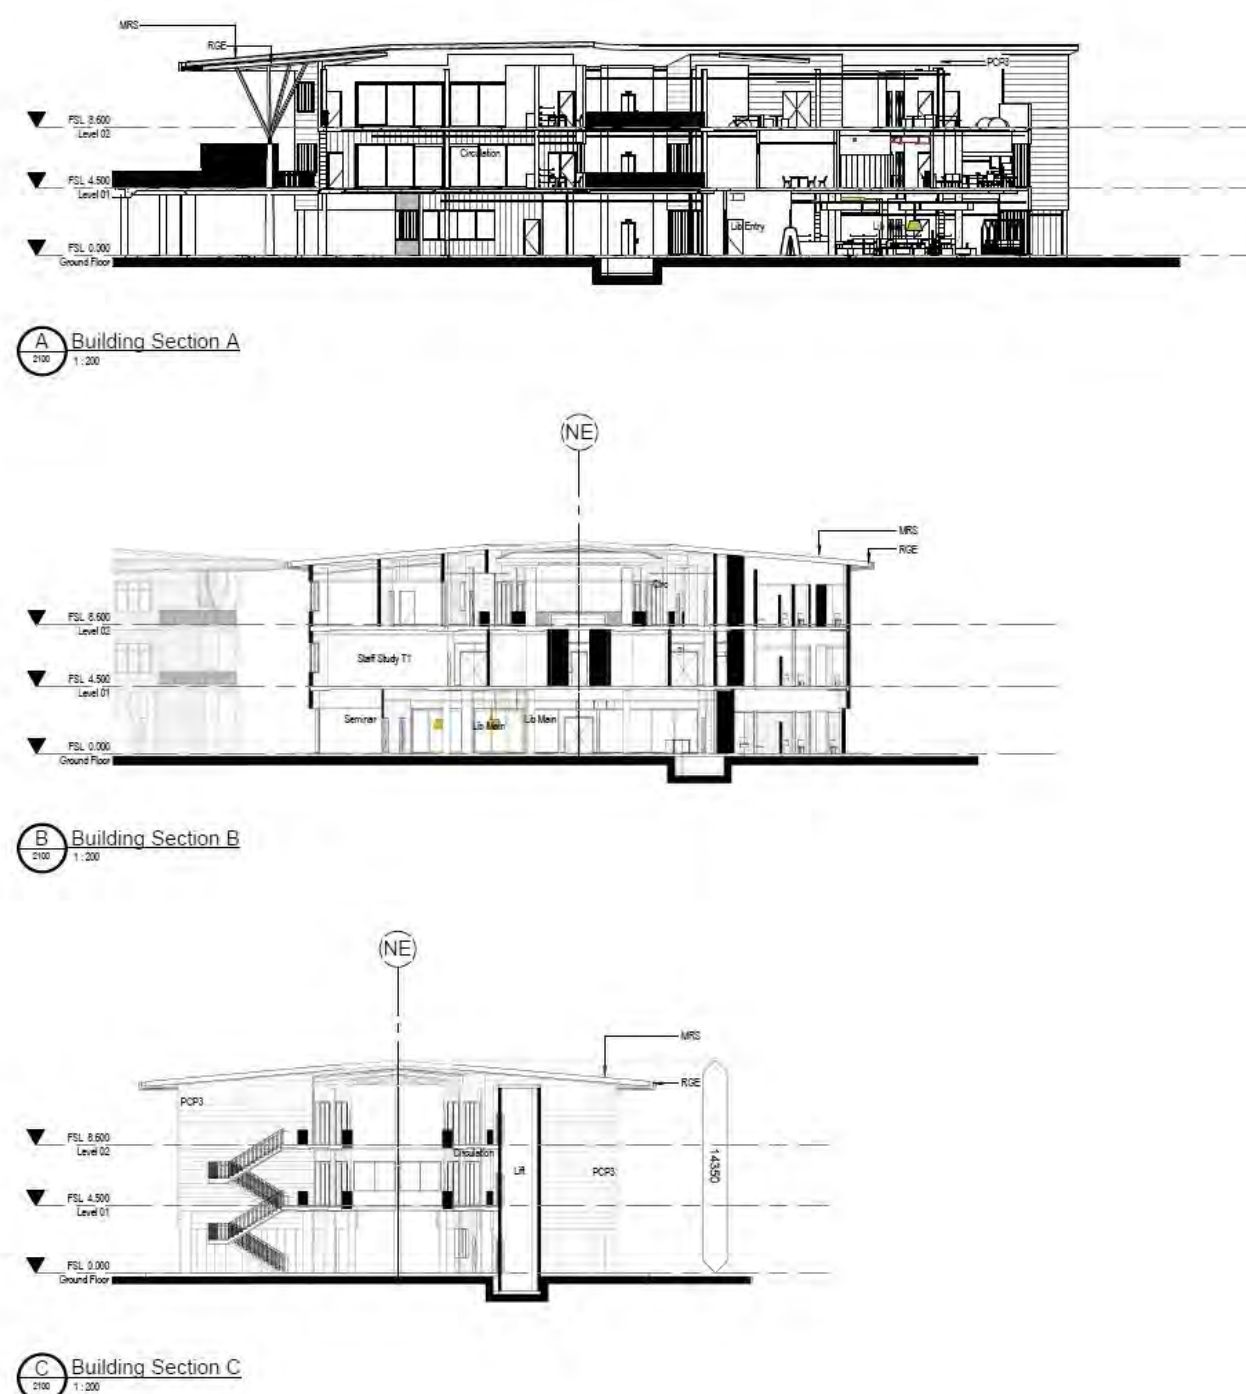 MRS
RGE
PCP3
FSL 8.600
Level 02
Circulation
FSL 4.500
Level 01
Lib Entry
FSL 0.000
Ground Floor
A
2100
Building Section A
1 : 200
NE
MRS
RGE
Circ
FSL 8.600
Level 02
Staff Study T1
FSL 4.500
Level 01
Seminar
Lib Main
Lib Main
FSL 0.000
Ground Floor
B
2100
Building Section B
1 : 200
NE
MRS
RGE
PCP3
FSL 8.600
Level 02
Circulation
Lift
PCP3
14350
FSL 4.500
Level 01
FSL 0.000
Ground Floor
C
2100
Building Section C
1 : 200